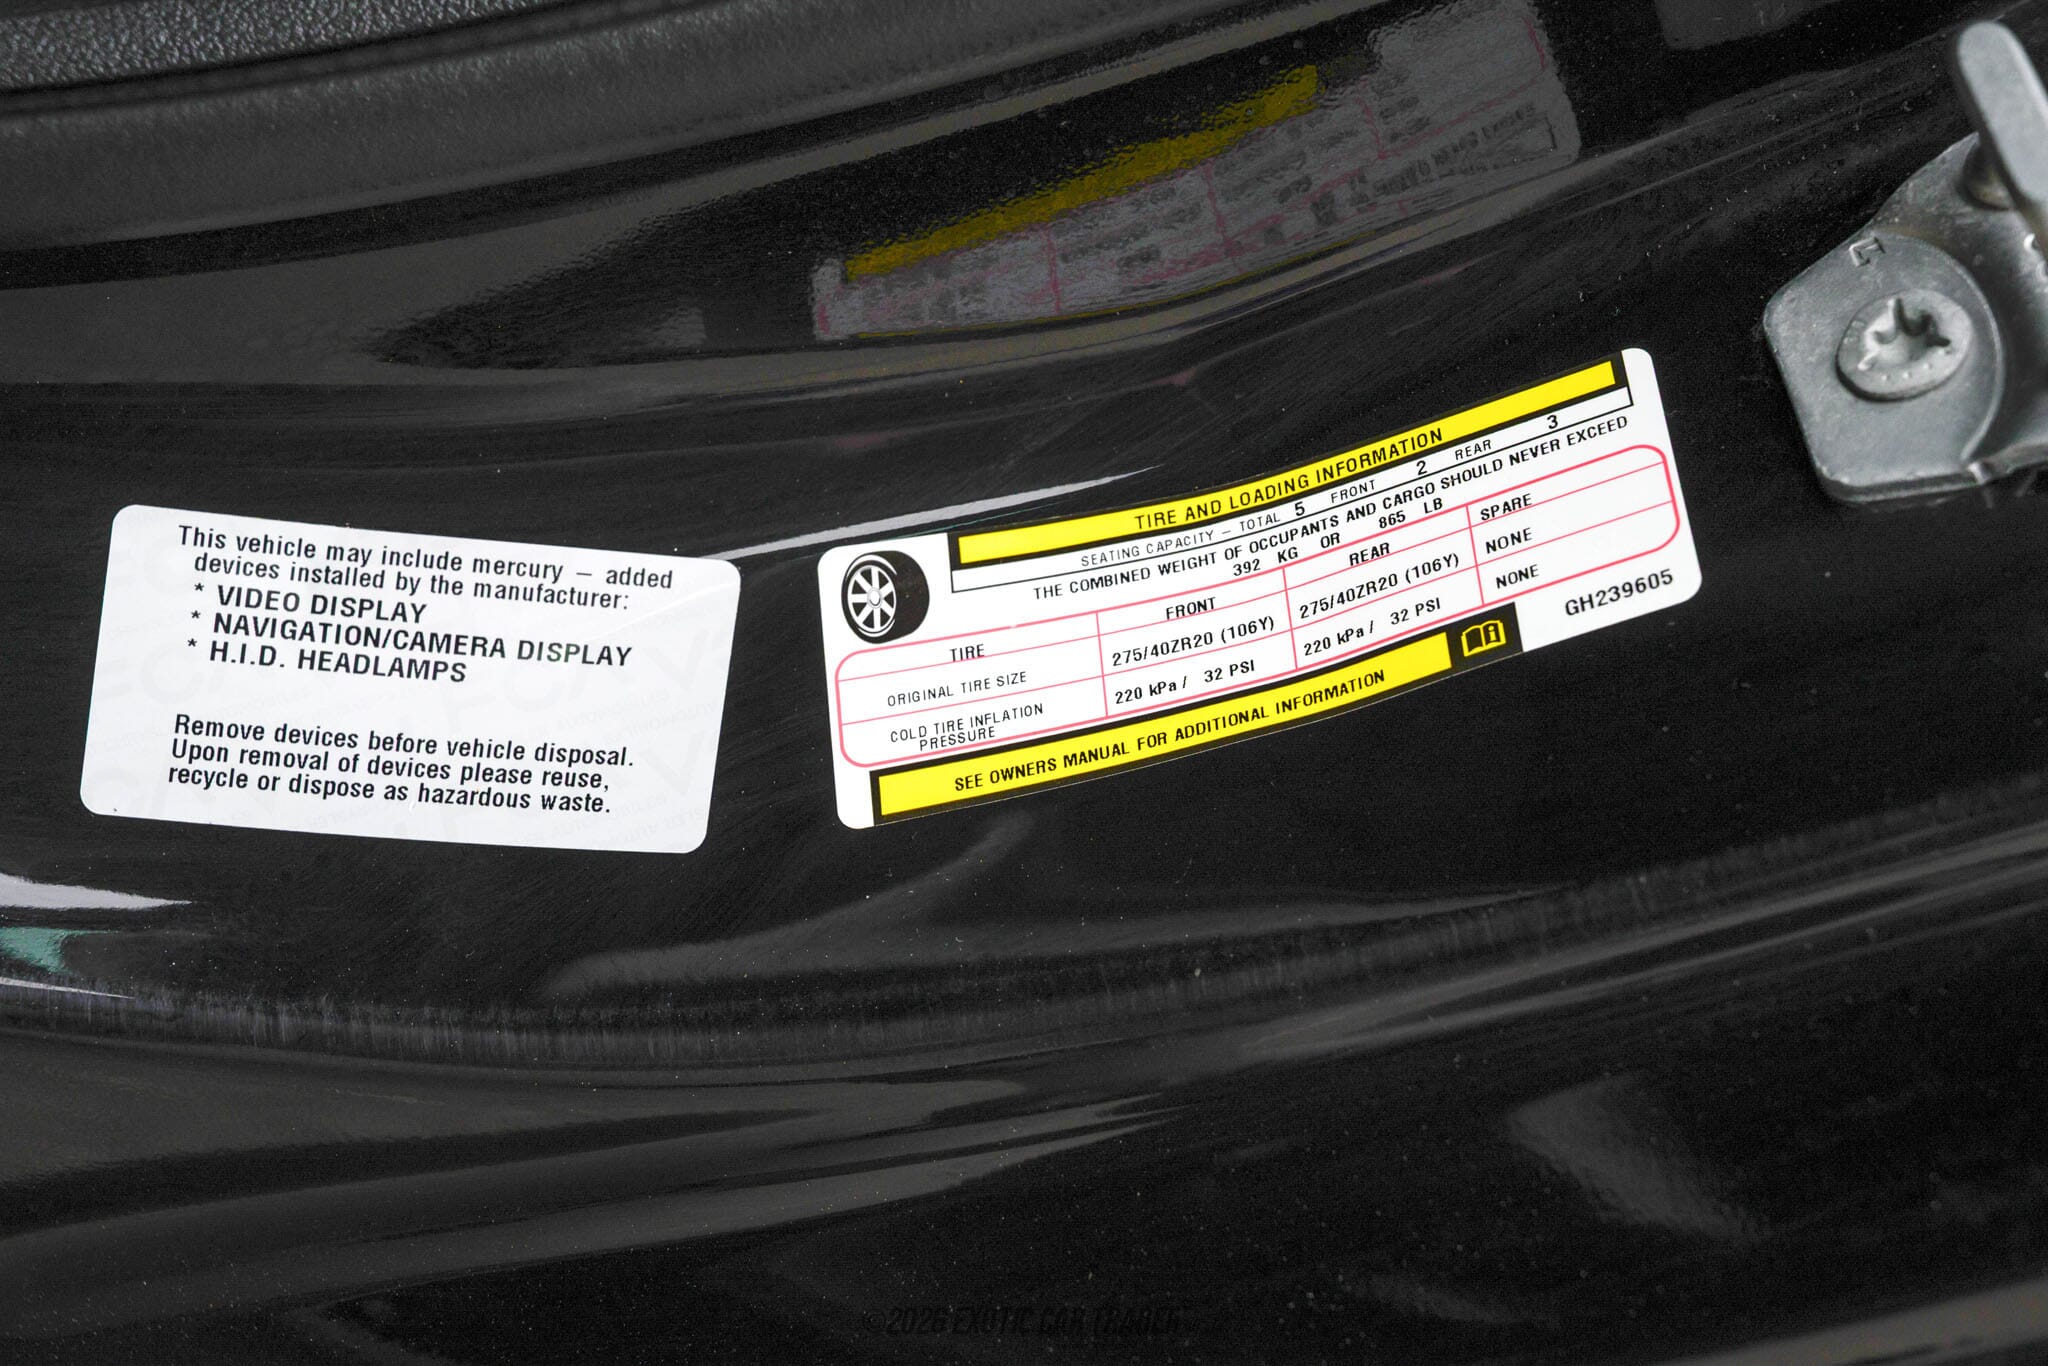 This vehicle may include mercury – added
devices installed by the manufacturer:
* VIDEO DISPLAY
* NAVIGATION/CAMERA DISPLAY
* H.I.D. HEADLAMPS
Remove devices before vehicle disposal.
Upon removal of devices please reuse,
recycle or dispose as hazardous waste.
TIRE AND LOADING INFORMATION
SEATING CAPACITY – TOTAL 5 FRONT 2 REAR 3
THE COMBINED WEIGHT OF OCCUPANTS AND CARGO SHOULD NEVER EXCEED
392 KG OR 865 LB
TIRE FRONT REAR SPARE
ORIGINAL TIRE SIZE 275/40ZR20 (106Y) 275/40ZR20 (106Y) NONE
COLD TIRE INFLATION
PRESSURE 220 kPa / 32 PSI 220 kPa / 32 PSI NONE
SEE OWNERS MANUAL FOR ADDITIONAL INFORMATION
GH239605
©2026 EXOTIC CAR TRADER